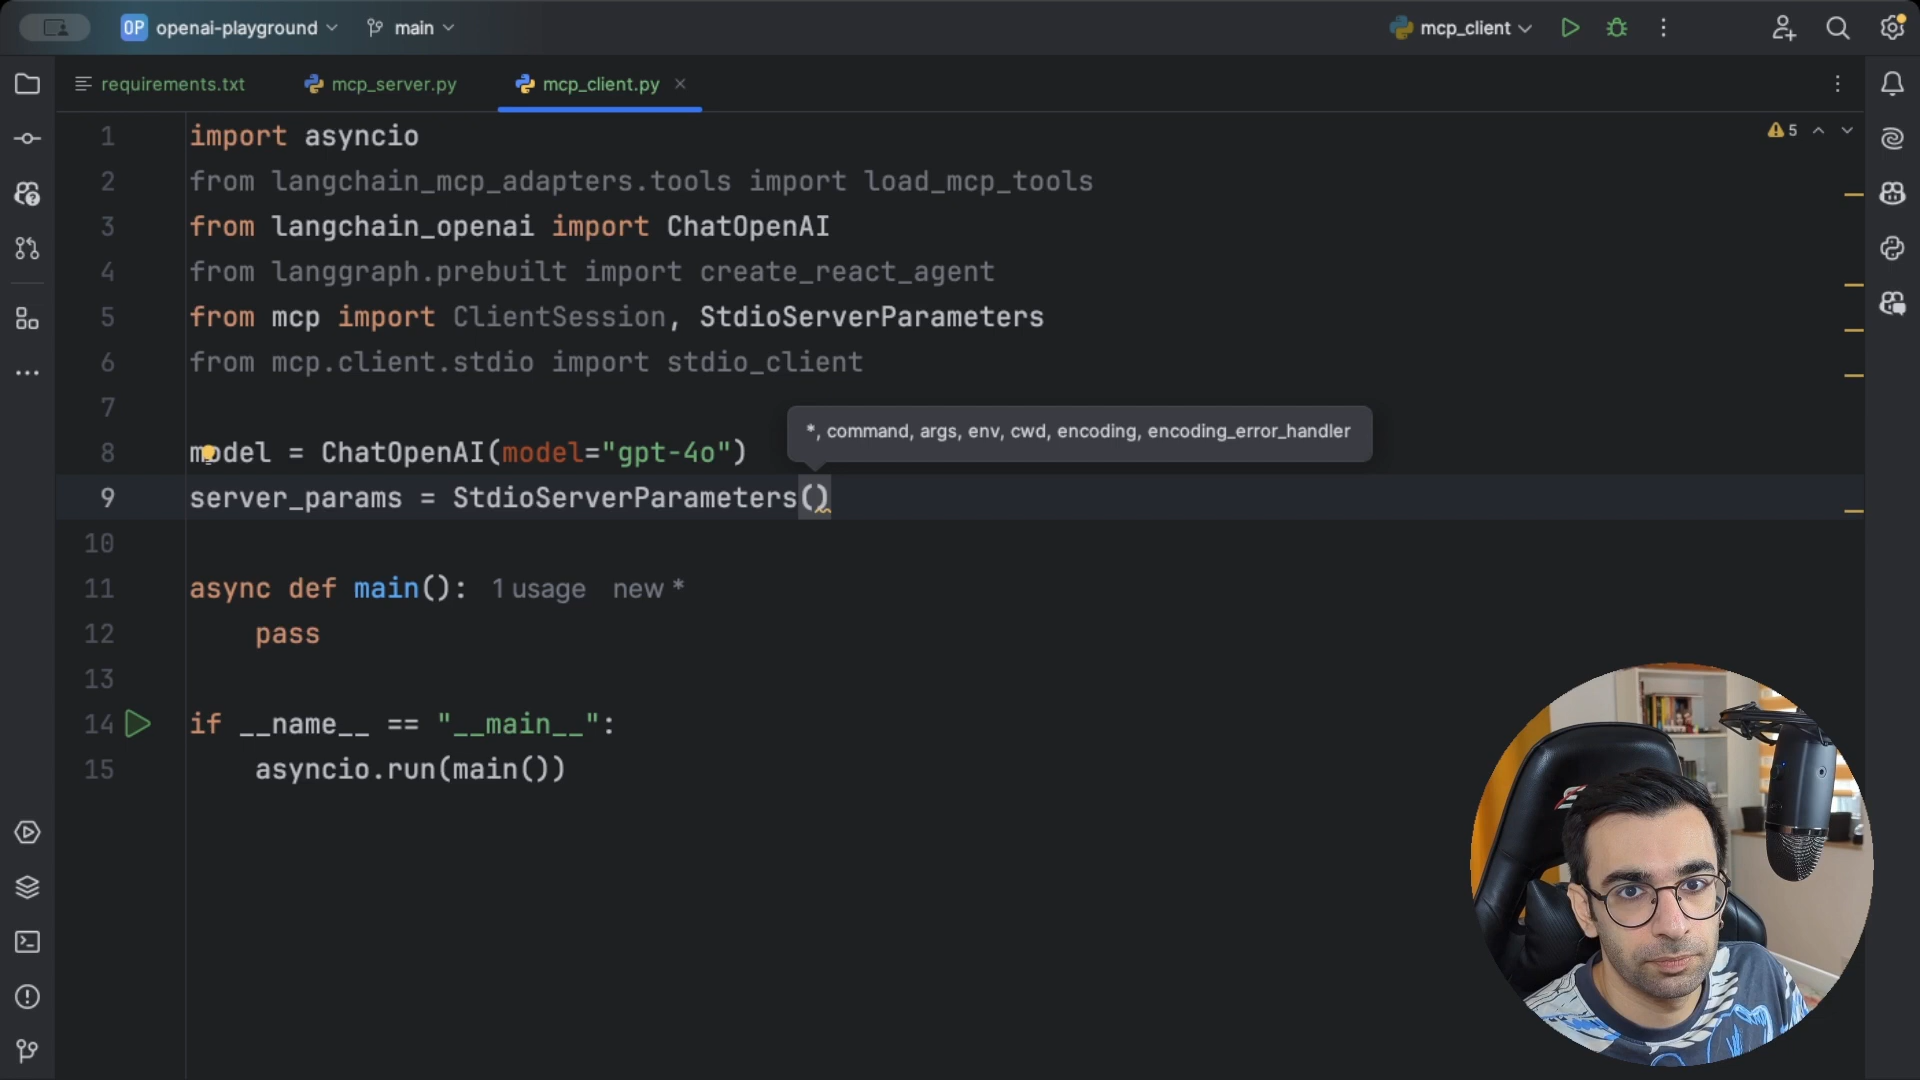 OP openai-playground main mcp_client
requirements.txt mcp_server.py mcp_client.py
5
1 import asyncio
2 from langchain_mcp_adapters.tools import load_mcp_tools
3 from langchain_openai import ChatOpenAI
4 from langgraph.prebuilt import create_react_agent
5 from mcp import ClientSession, StdioServerParameters
6 from mcp.client.stdio import stdio_client
7
*, command, args, env, cwd, encoding, encoding_error_handler
8 model = ChatOpenAI(model="gpt-4o")
9 server_params = StdioServerParameters()
10
11 async def main(): 1 usage new *
12 pass
13
14 if __name__ == "__main__":
15 asyncio.run(main())